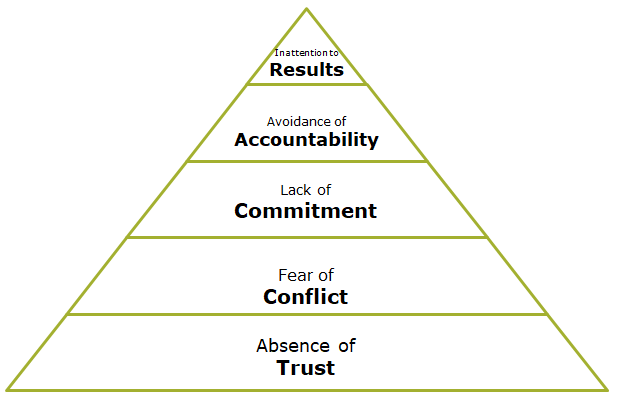 Inattention to
Results
Avoidance of
Accountability
Lack of
Commitment
Fear of
Conflict
Absence of
Trust